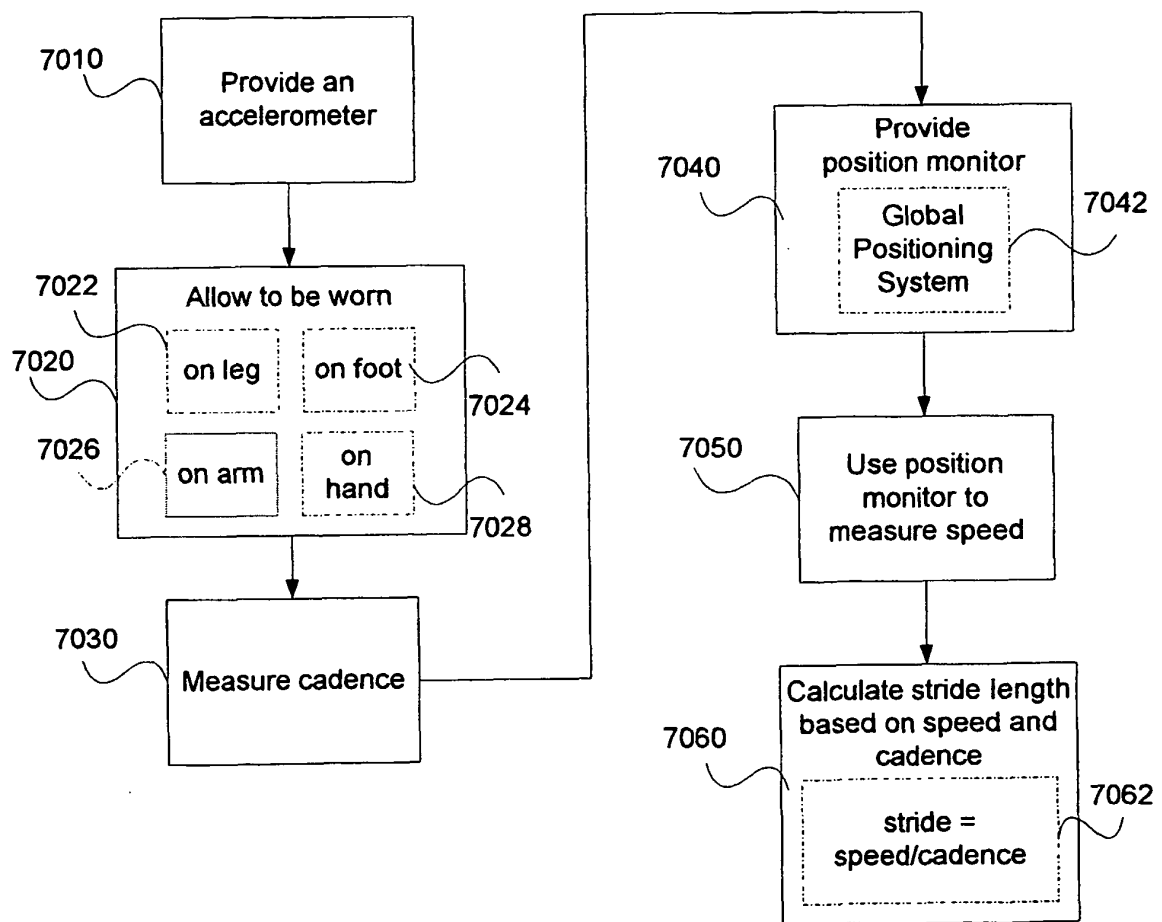 7010
Provide an
accelerometer
7022
7020
Allow to be worn
on leg
on foot
7024
7026
on arm
on
hand
7028
7030
Measure cadence
Provide
position monitor
7040
Global
Positioning
System
7042
7050
Use position
monitor to
measure speed
Calculate stride length
based on speed and
cadence
7060
stride =
speed/cadence
7062